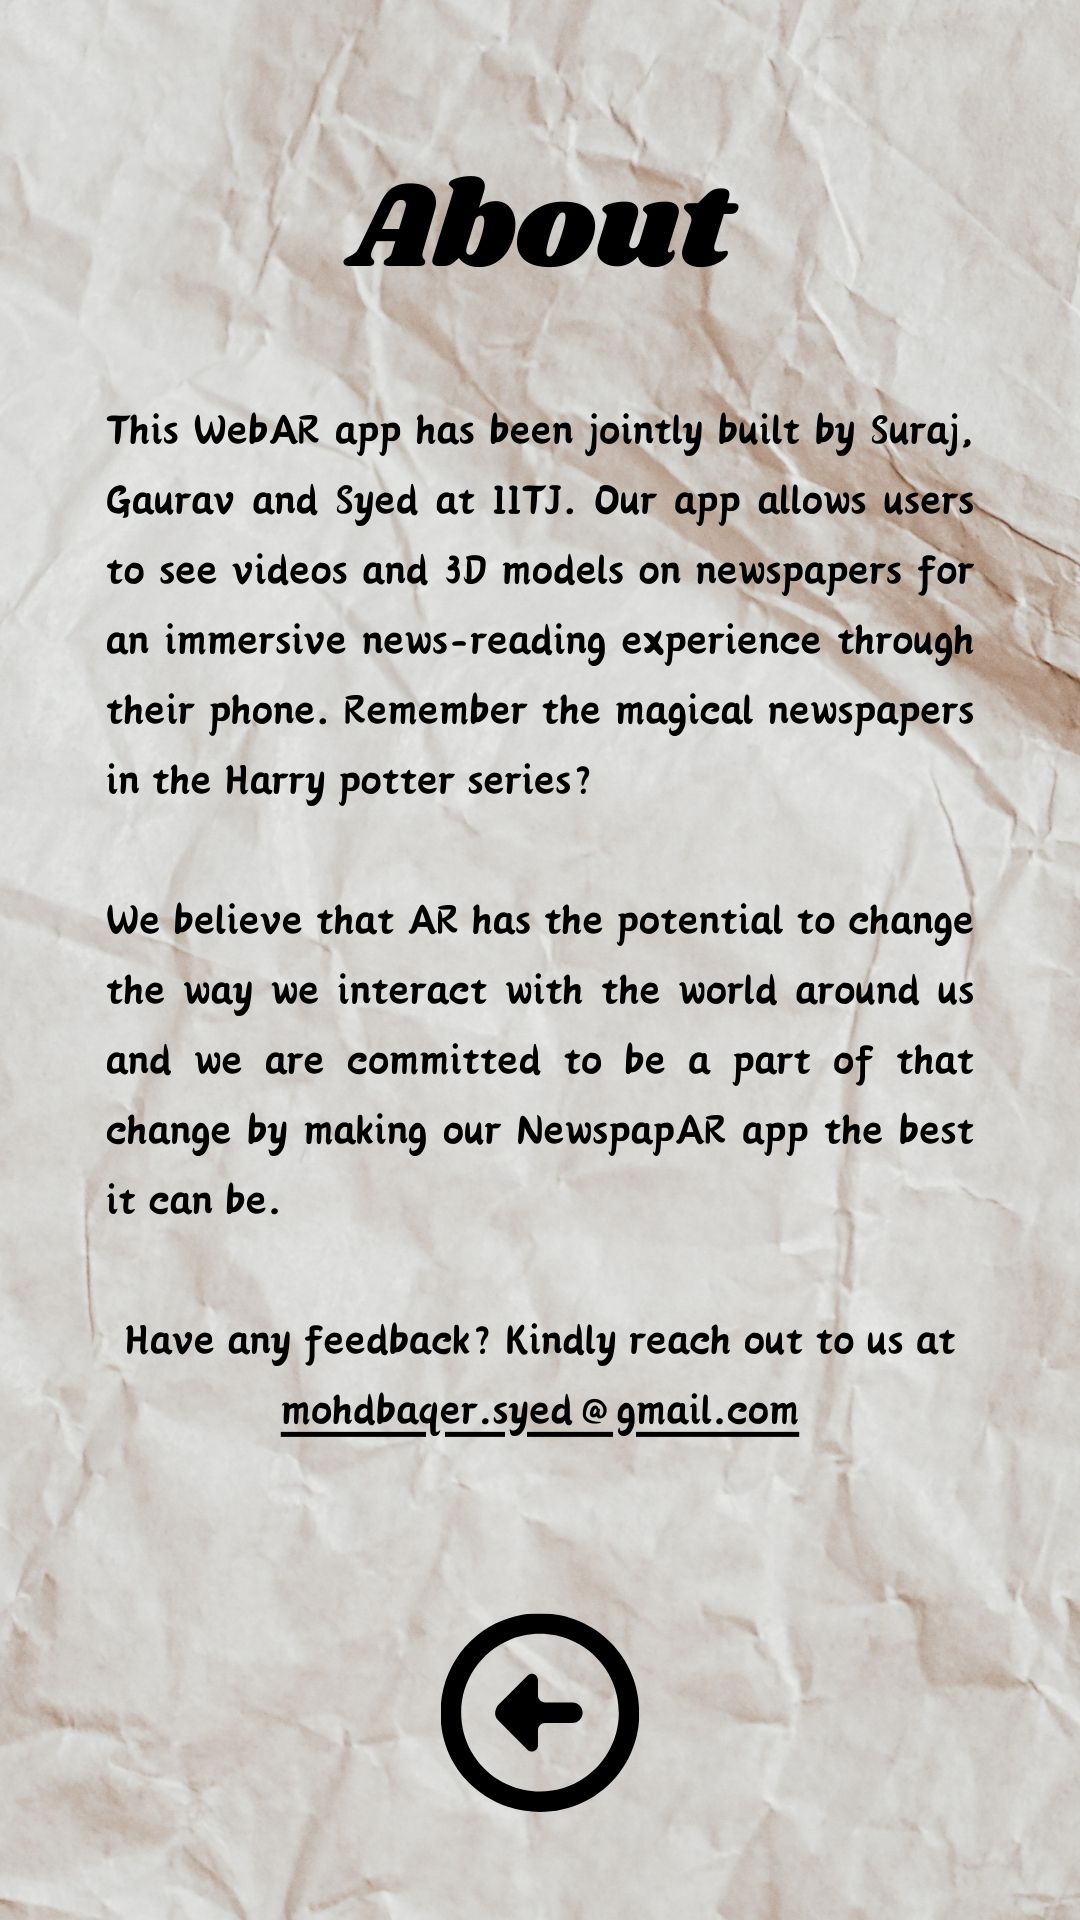 About
This WebAR app has been jointly built by Suraj,
Gaurav and Syed at IITJ. Our app allows users
to see videos and 3D models on newspapers for
an immersive news-reading experience through
their phone. Remember the magical newspapers
in the Harry potter series?
We believe that AR has the potential to change
the way we interact with the world around us
and we are committed to be a part of that
change by making our NewspapAR app the best
it can be.
Have any feedback? Kindly reach out to us at
mohdbaqer.syed@gmail.com